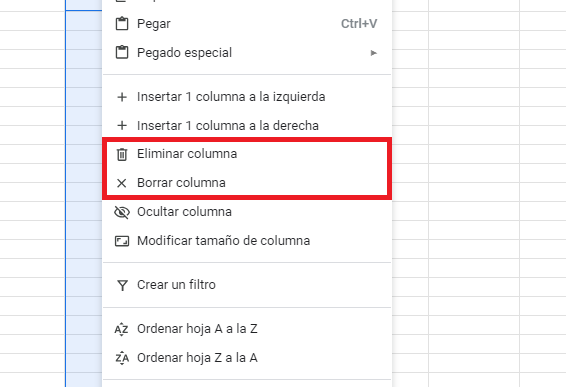 Pegar Ctrl+V
Pegado especial
Insertar 1 columna a la izquierda
Insertar 1 columna a la derecha
Eliminar columna
Borrar columna
Ocultar columna
Modificar tamaño de columna
Crear un filtro
Ordenar hoja A a la Z
Ordenar hoja Z a la A